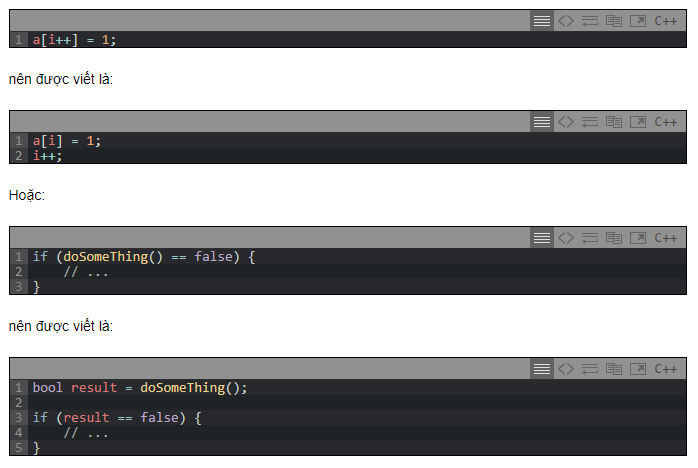 C++
1 a[i++] = 1;
nên được viết là:
C++
1 a[i] = 1;
2 i++;
Hoặc:
C++
1 if (doSomeThing() == false) {
2     // ...
3 }
nên được viết là:
C++
1 bool result = doSomeThing();
2
3 if (result == false) {
4     // ...
5 }